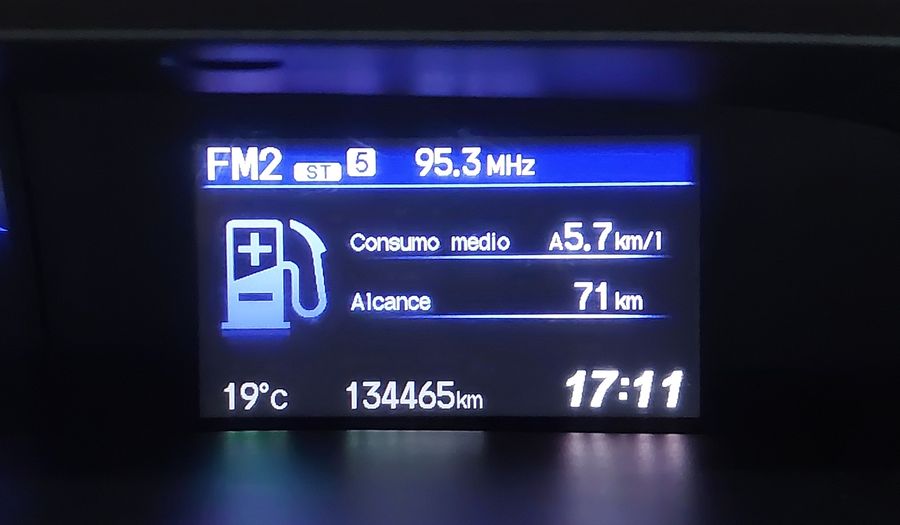 FM2 ST 5 95.3 MHz
Consumo medio A5.7 km/l
Alcance 71 km
19°C 134465km 17:11